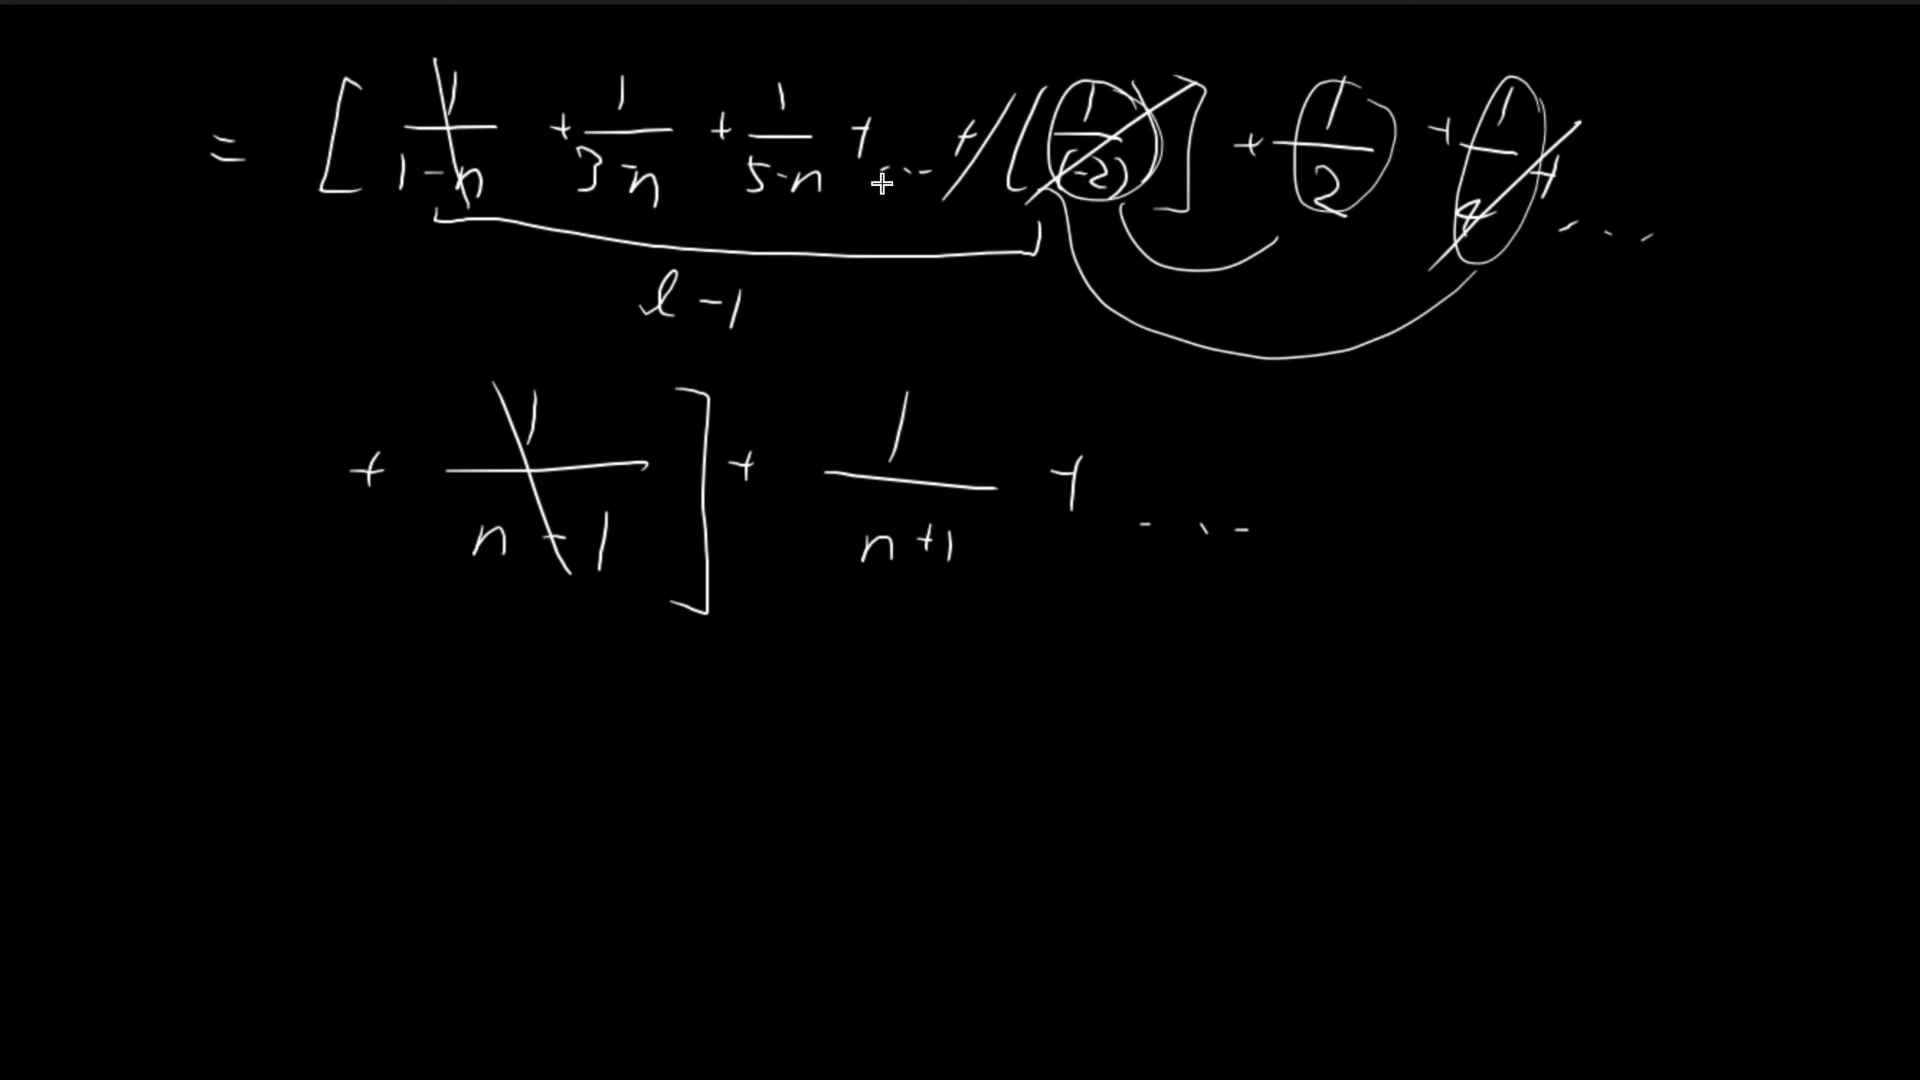 = [ 1/(1-n) + 1/(3-n) + 1/(5-n) + ... + ( 1/(-2) ) ] + 1/2 + 1/4 + ...
l - 1
+ 1/(n-1) ] + 1/(n+1) + ...